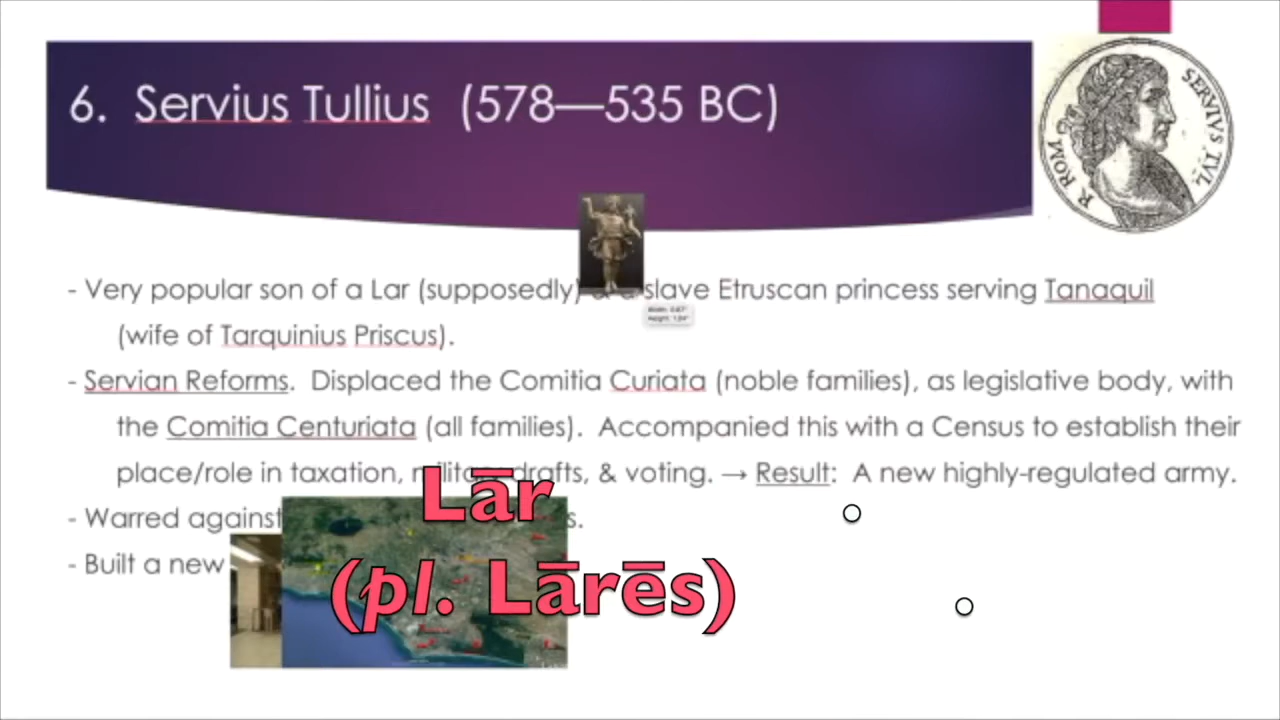 6. Servius Tullius (578—535 BC)
R ROM SERVIVS TVL
- Very popular son of a Lar (supposedly) slave Etruscan princess serving Tanaquil
(wife of Tarquinius Priscus).
- Servian Reforms. Displaced the Comitia Curiata (noble families), as legislative body, with
the Comitia Centuriata (all families). Accompanied this with a Census to establish their
place/role in taxation, military drafts, & voting. → Result: A new highly-regulated army.
Lār
- Warred against s.
- Built a new
(pl. Lārēs)